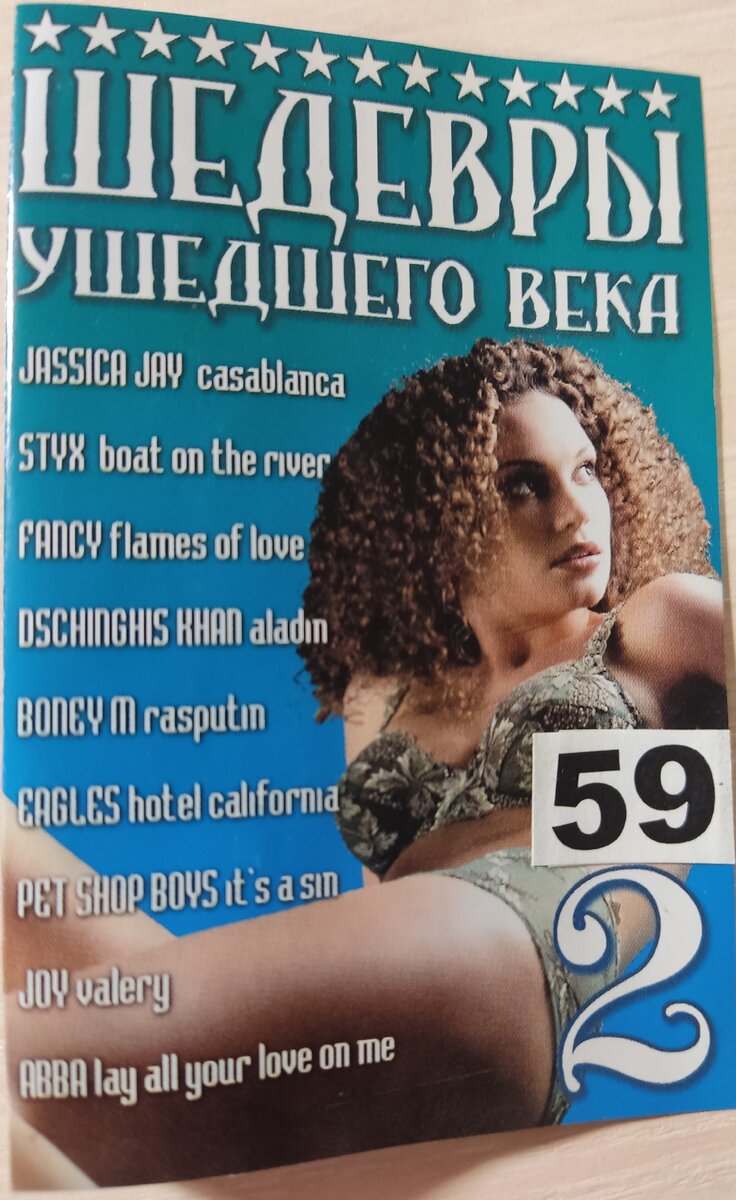 ШЕДЕВРЫ
УШЕДШЕГО ВЕКА
JASSICA JAY casablanca
STYX boat on the river
FANCY flames of love
DSCHINGHIS KHAN aladin
BONEY M rasputin
EAGLES hotel california
59
PET SHOP BOYS it's a sin
2
JOY valery
ABBA lay all your love on me